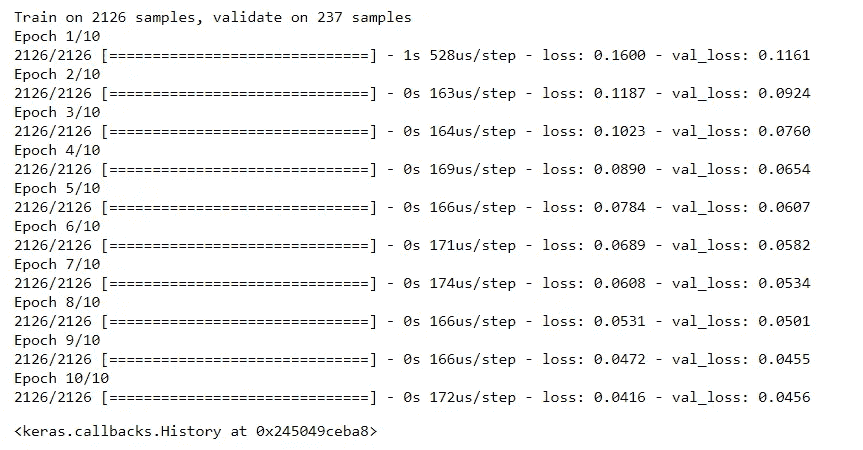 Train on 2126 samples, validate on 237 samples
Epoch 1/10
2126/2126 [==============================] - 1s 528us/step - loss: 0.1600 - val_loss: 0.1161
Epoch 2/10
2126/2126 [==============================] - 0s 163us/step - loss: 0.1187 - val_loss: 0.0924
Epoch 3/10
2126/2126 [==============================] - 0s 164us/step - loss: 0.1023 - val_loss: 0.0760
Epoch 4/10
2126/2126 [==============================] - 0s 169us/step - loss: 0.0890 - val_loss: 0.0654
Epoch 5/10
2126/2126 [==============================] - 0s 166us/step - loss: 0.0784 - val_loss: 0.0607
Epoch 6/10
2126/2126 [==============================] - 0s 171us/step - loss: 0.0689 - val_loss: 0.0582
Epoch 7/10
2126/2126 [==============================] - 0s 174us/step - loss: 0.0608 - val_loss: 0.0534
Epoch 8/10
2126/2126 [==============================] - 0s 166us/step - loss: 0.0531 - val_loss: 0.0501
Epoch 9/10
2126/2126 [==============================] - 0s 166us/step - loss: 0.0472 - val_loss: 0.0455
Epoch 10/10
2126/2126 [==============================] - 0s 172us/step - loss: 0.0416 - val_loss: 0.0456
<keras.callbacks.History at 0x245049ceba8>